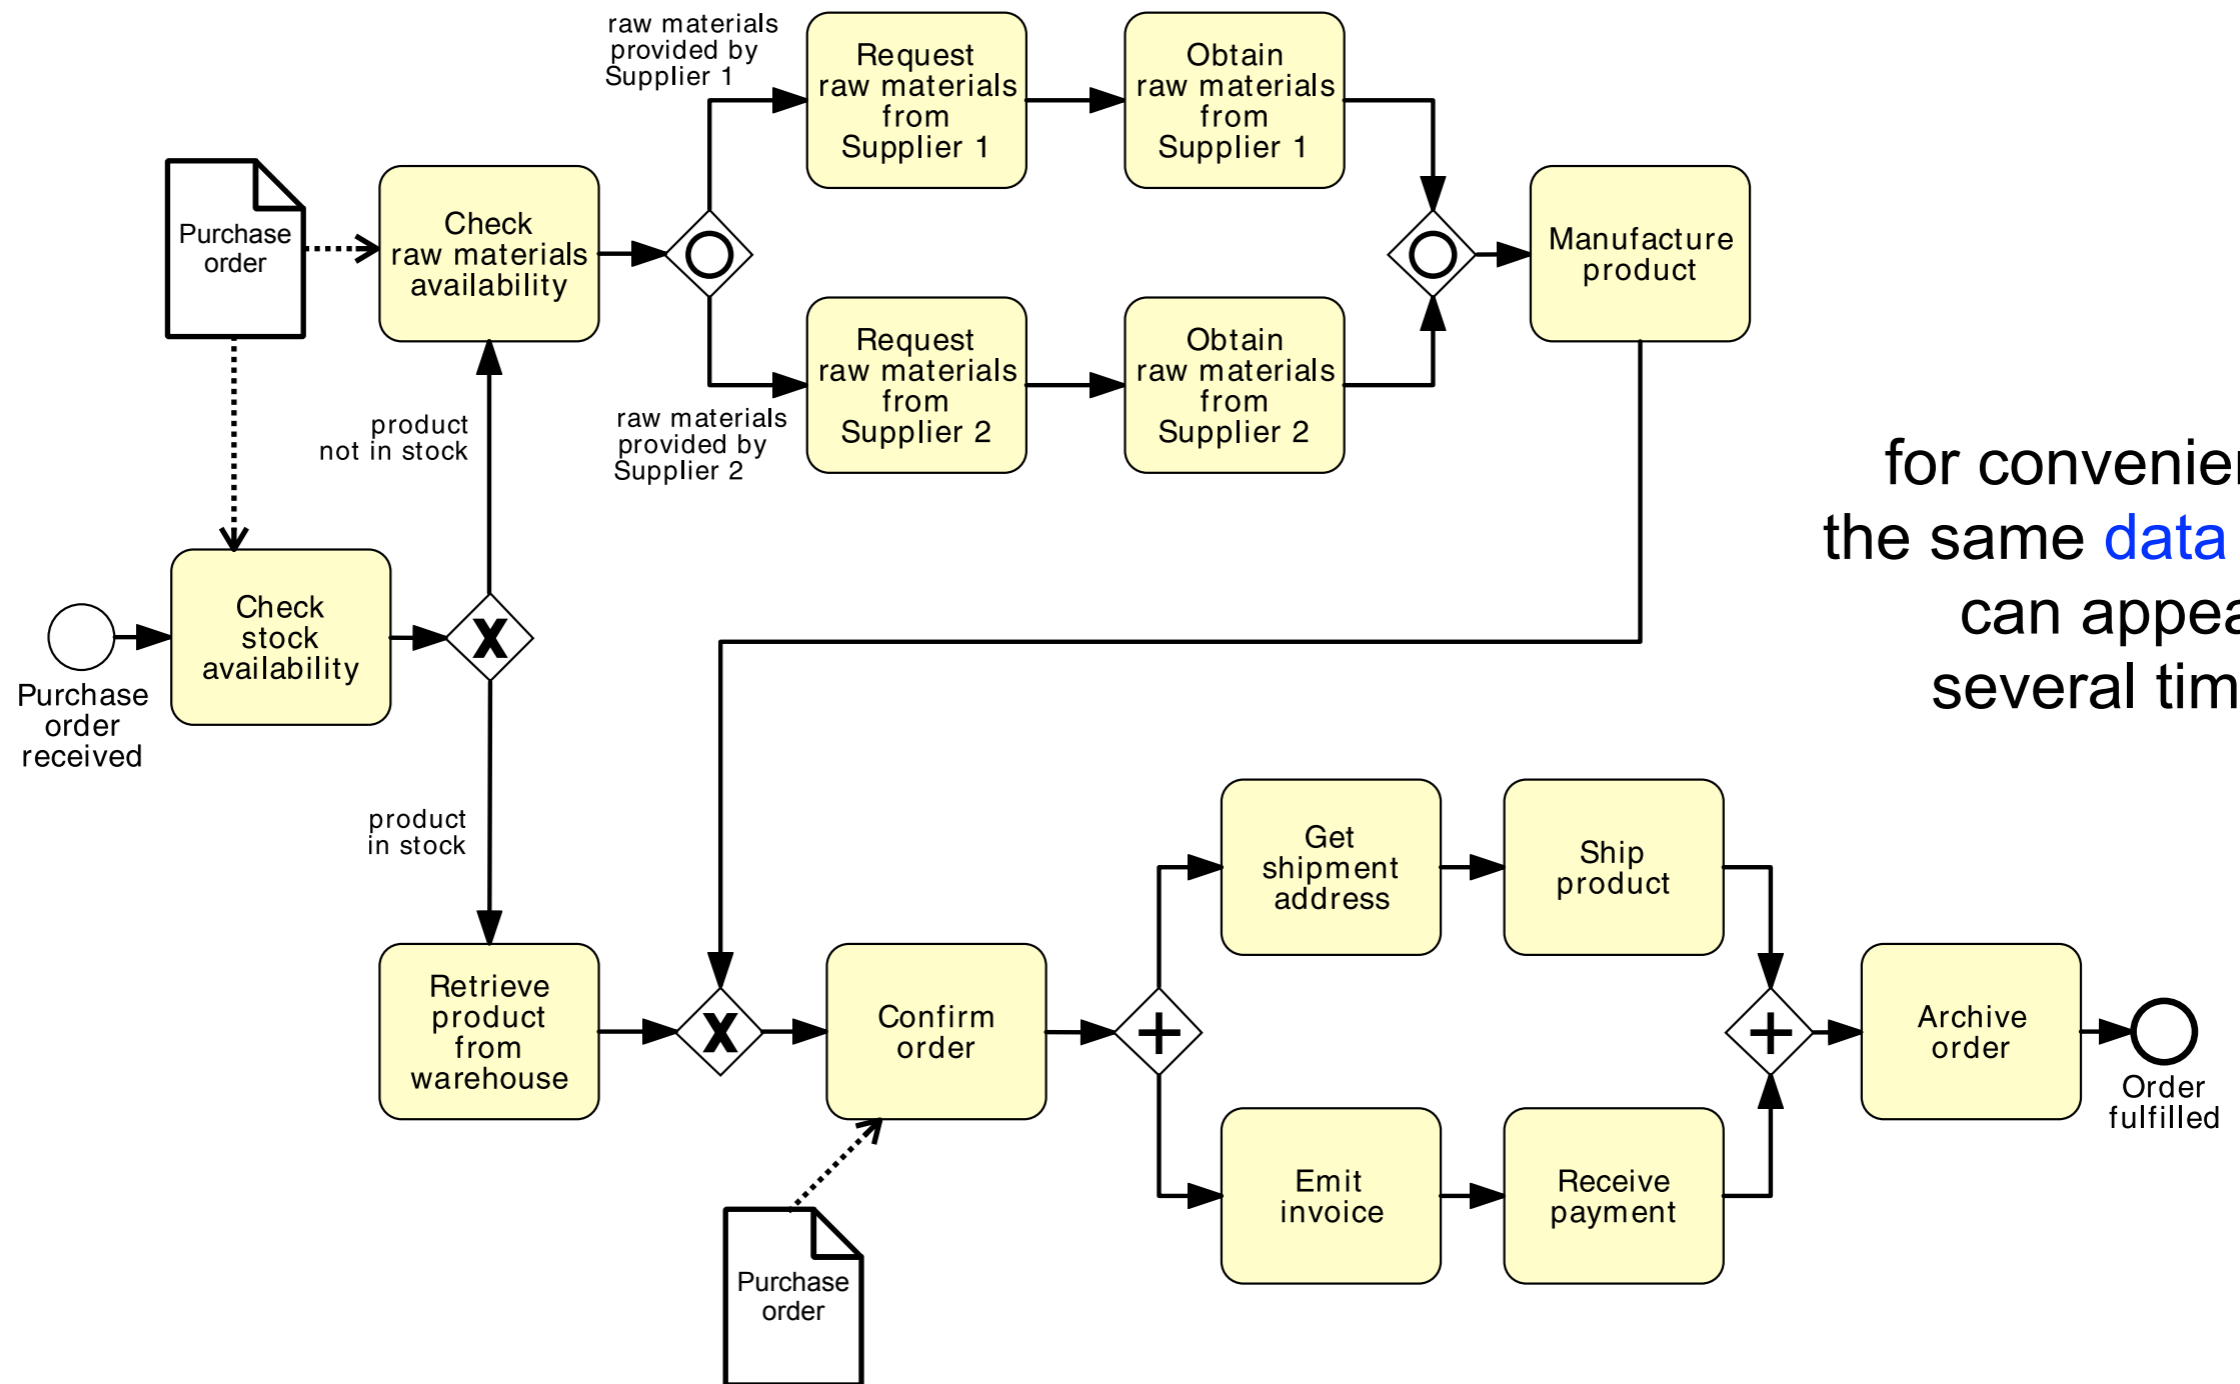 raw materials
provided by
Supplier 1
Request
raw materials
from
Supplier 1
Obtain
raw materials
from
Supplier 1
Purchase
order
Check
raw materials
availability
Manufacture
product
Request
raw materials
from
Supplier 2
Obtain
raw materials
from
Supplier 2
raw materials
provided by
Supplier 2
product
not in stock
for
the same data
can
several
Check
stock
availability
X
Purchase
order
received
product
in stock
Get
shipment
address
Ship
product
Retrieve
product
from
warehouse
X
Confirm
order
+
+
Archive
order
Order
fulfilled
Emit
invoice
Receive
payment
Purchase
order